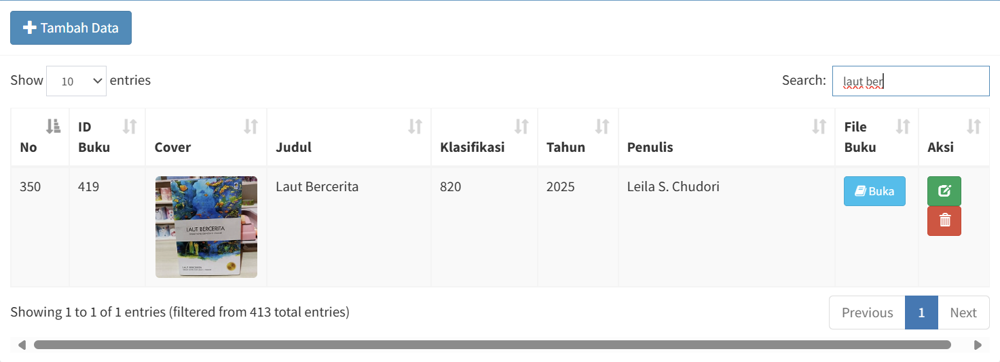 Tambah Data
Show 10 entries
Search: laut ber
No
ID Buku
Cover
Judul
Klasifikasi
Tahun
Penulis
File Buku
Aksi
350
419
LAUT BERCERITA
Laut Bercerita
820
2025
Leila S. Chudori
Buka
Showing 1 to 1 of 1 entries (filtered from 413 total entries)
Previous 1 Next